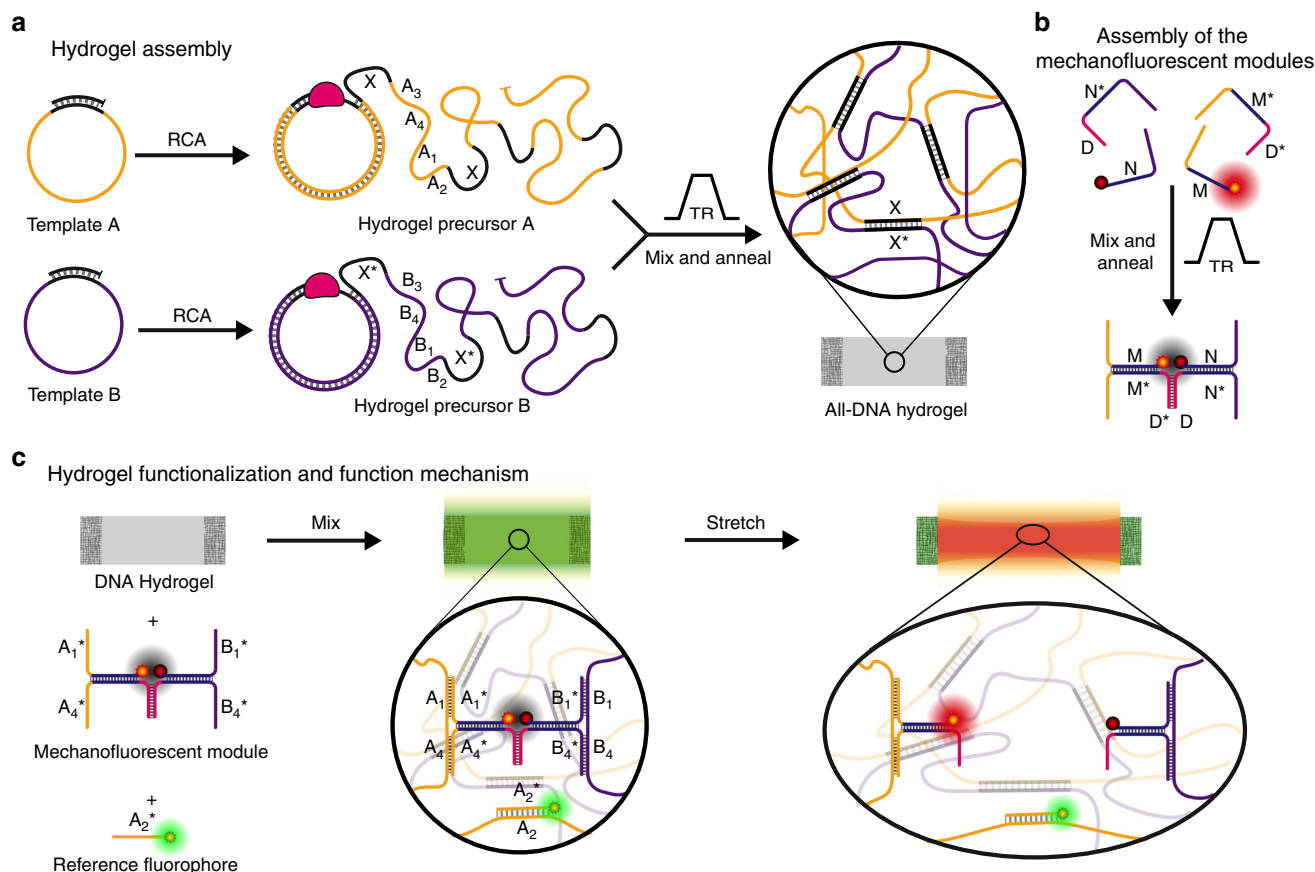 a
Hydrogel assembly
RCA
Template A
X
A3
A4
A1
A2
X
Hydrogel precursor A
RCA
Template B
X*
B3
B4
B1
B2
X*
Hydrogel precursor B
TR
Mix and anneal
X
X*
All-DNA hydrogel
b
Assembly of the
mechanofluorescent modules
N*
D
N
M*
D*
M
Mix and
anneal
TR
M
N
M*
N*
D*
D
c
Hydrogel functionalization and function mechanism
DNA Hydrogel
+
A1*
B1*
A4*
B4*
Mechanofluorescent module
+
A2*
Reference fluorophore
Mix
A1
A1*
B1*
B1
A4
A4*
B4*
B4
A2*
A2
Stretch